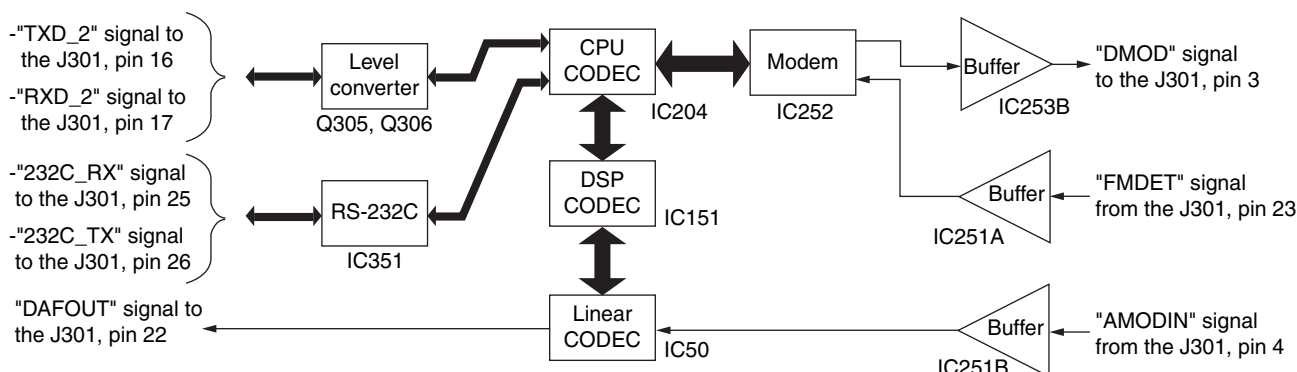 -"TXD_2" signal to
the J301, pin 16
-"RXD_2" signal to
the J301, pin 17
Level
converter
Q305, Q306
CPU
CODEC
IC204
Modem
IC252
Buffer
IC253B
"DMOD" signal
to the J301, pin 3
-"232C_RX" signal
to the J301, pin 25
-"232C_TX" signal
to the J301, pin 26
RS-232C
IC351
DSP
CODEC
IC151
Buffer
IC251A
"FMDET" signal
from the J301, pin 23
"DAFOUT" signal to
the J301, pin 22
Linear
CODEC
IC50
Buffer
IC251B
"AMODIN" signal
from the J301, pin 4